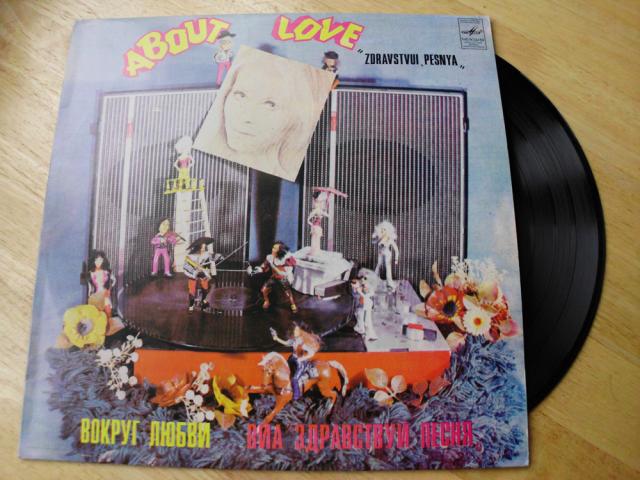 ABOUT LOVE
„ZDRAVSTVUI, PESNYA„
ВОКРУГ ЛЮБВИ ВИА ЗДРАВСТВУЙ ПЕСНЯ